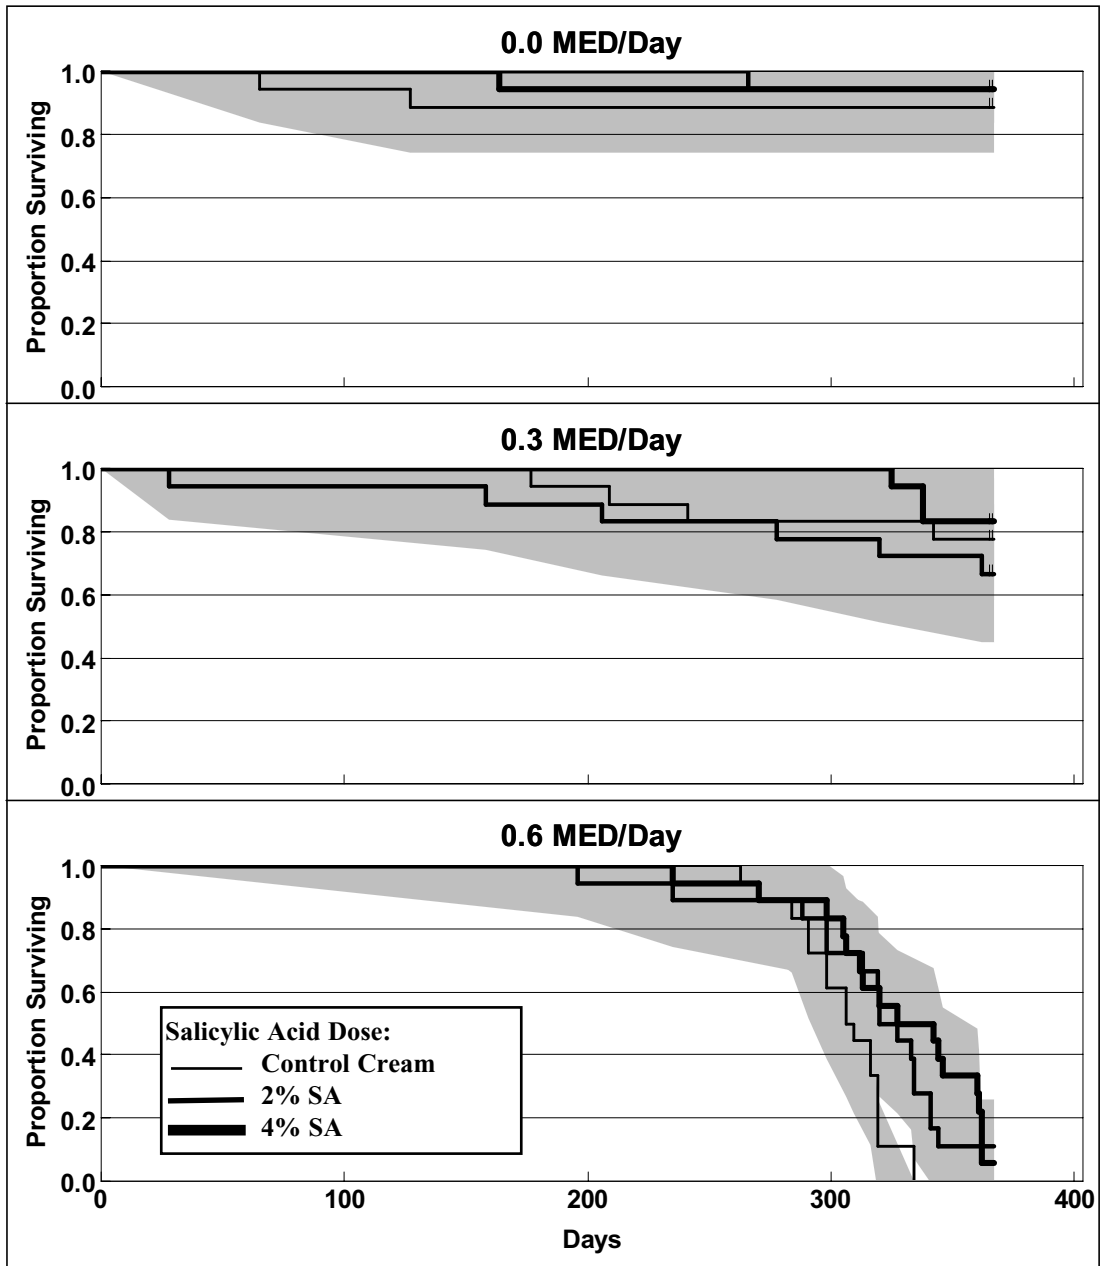 0.0 MED/Day
Proportion Surviving
1.0
0.8
0.6
0.4
0.2
0.0
0.3 MED/Day
Proportion Surviving
1.0
0.8
0.6
0.4
0.2
0.0
0.6 MED/Day
Proportion Surviving
1.0
0.8
0.6
0.4
0.2
0.0
Salicylic Acid Dose:
Control Cream
2% SA
4% SA
0 100 200 300 400
Days